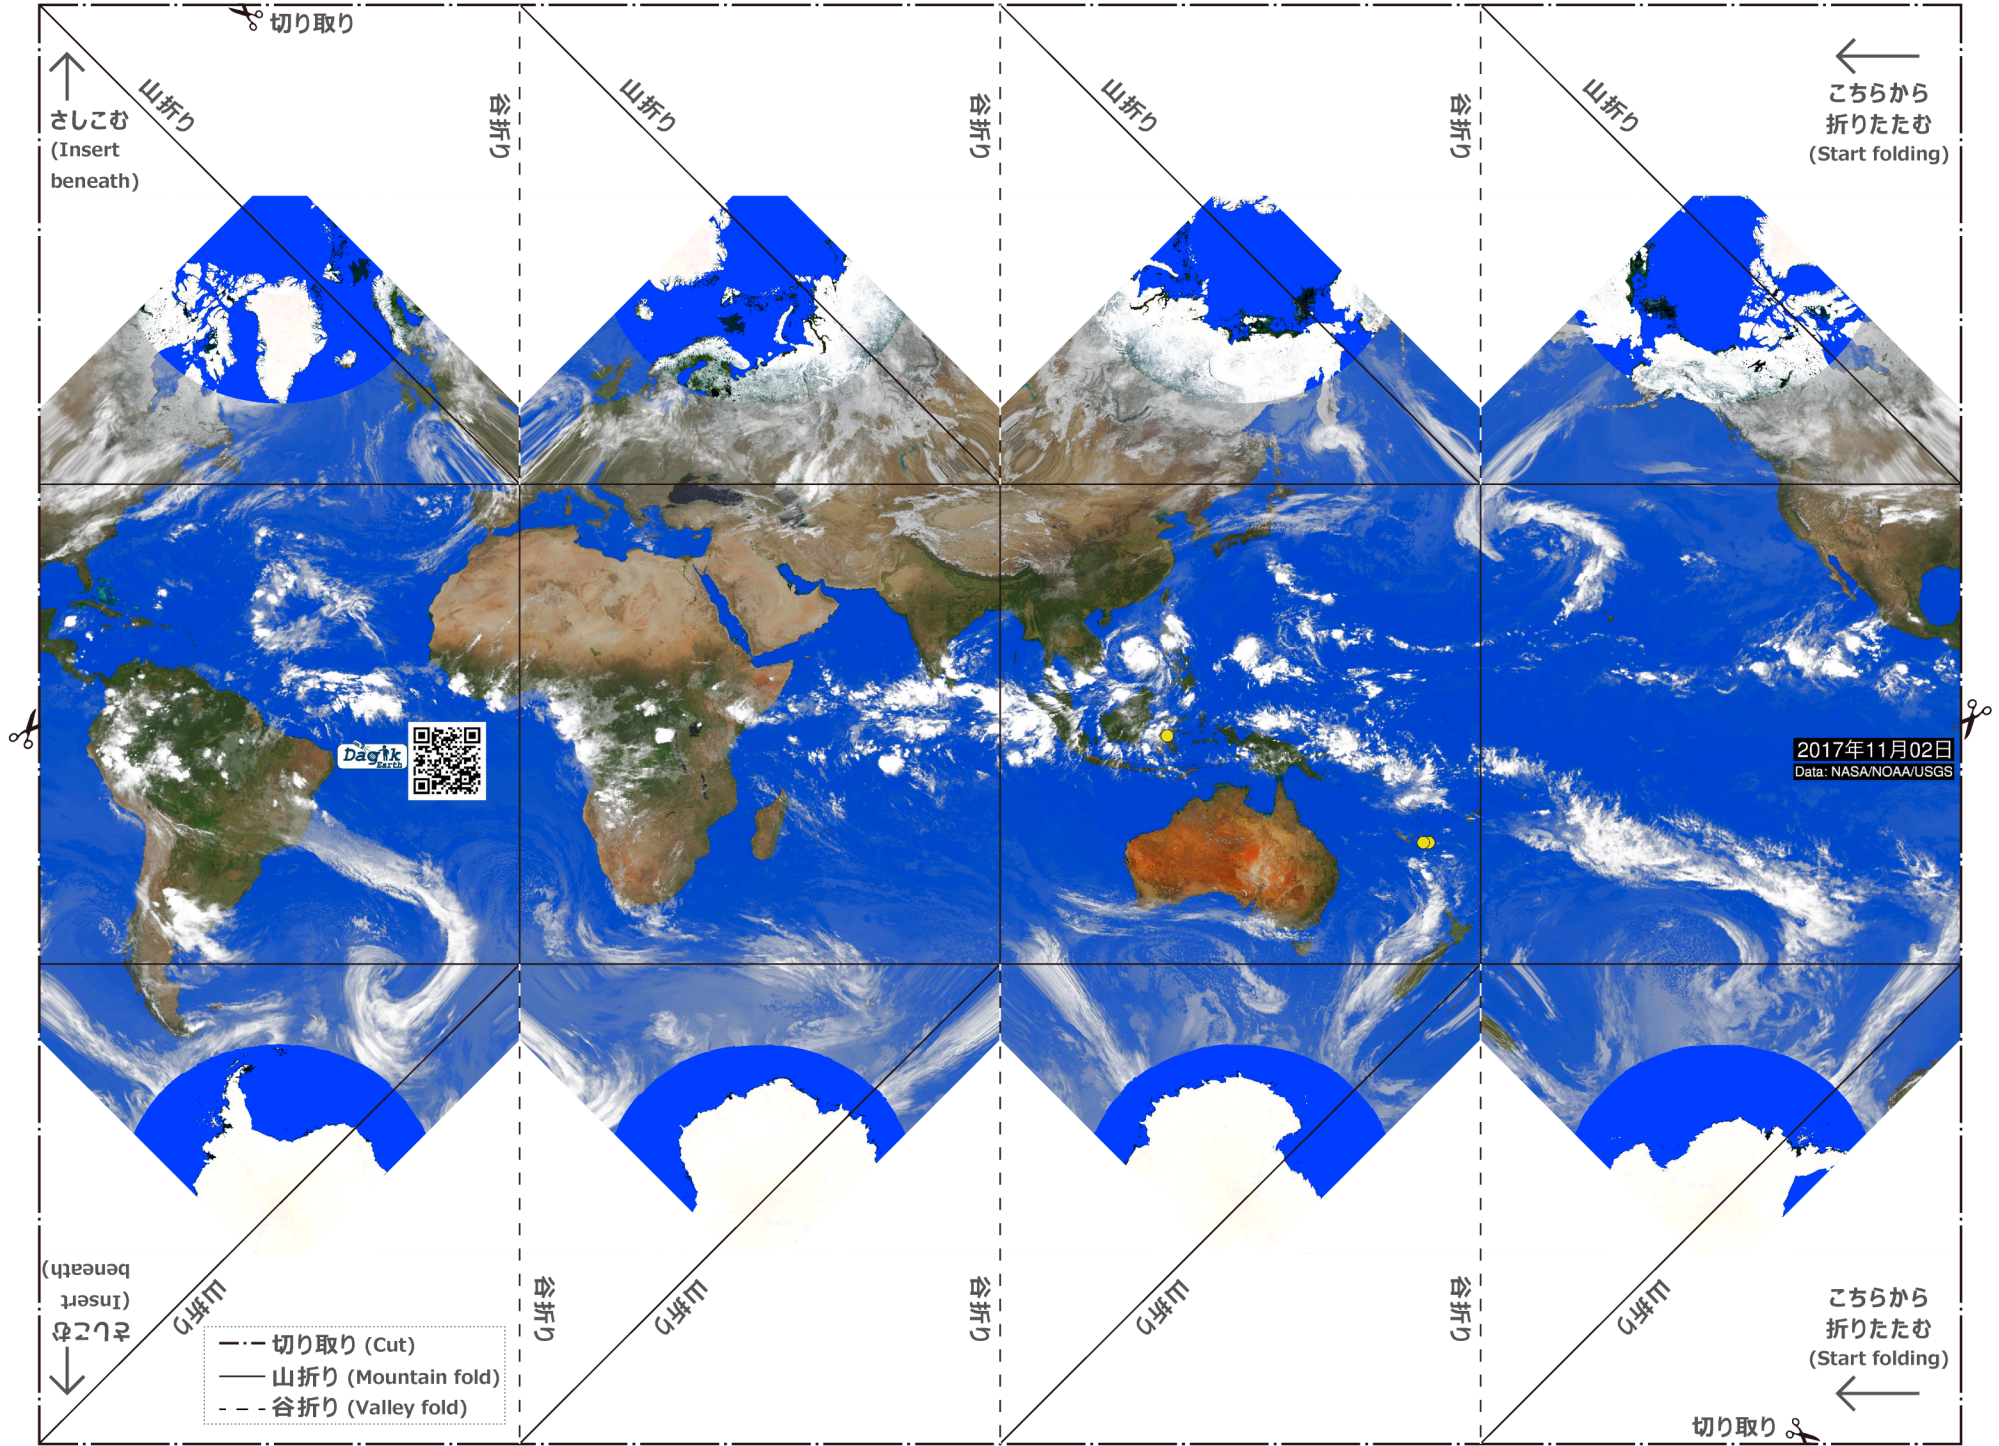 切り取り
さしこむ
(Insert
beneath)
山折り
谷折り
山折り
谷折り
山折り
谷折り
山折り
こちらから
折りたたむ
(Start folding)
Dagik
Earth
2017年11月02日
Data: NASA/NOAA/USGS
さしこむ
(Insert
beneath)
山折り
谷折り
山折り
谷折り
山折り
谷折り
山折り
こちらから
折りたたむ
(Start folding)
切り取り (Cut)
山折り (Mountain fold)
谷折り (Valley fold)
切り取り